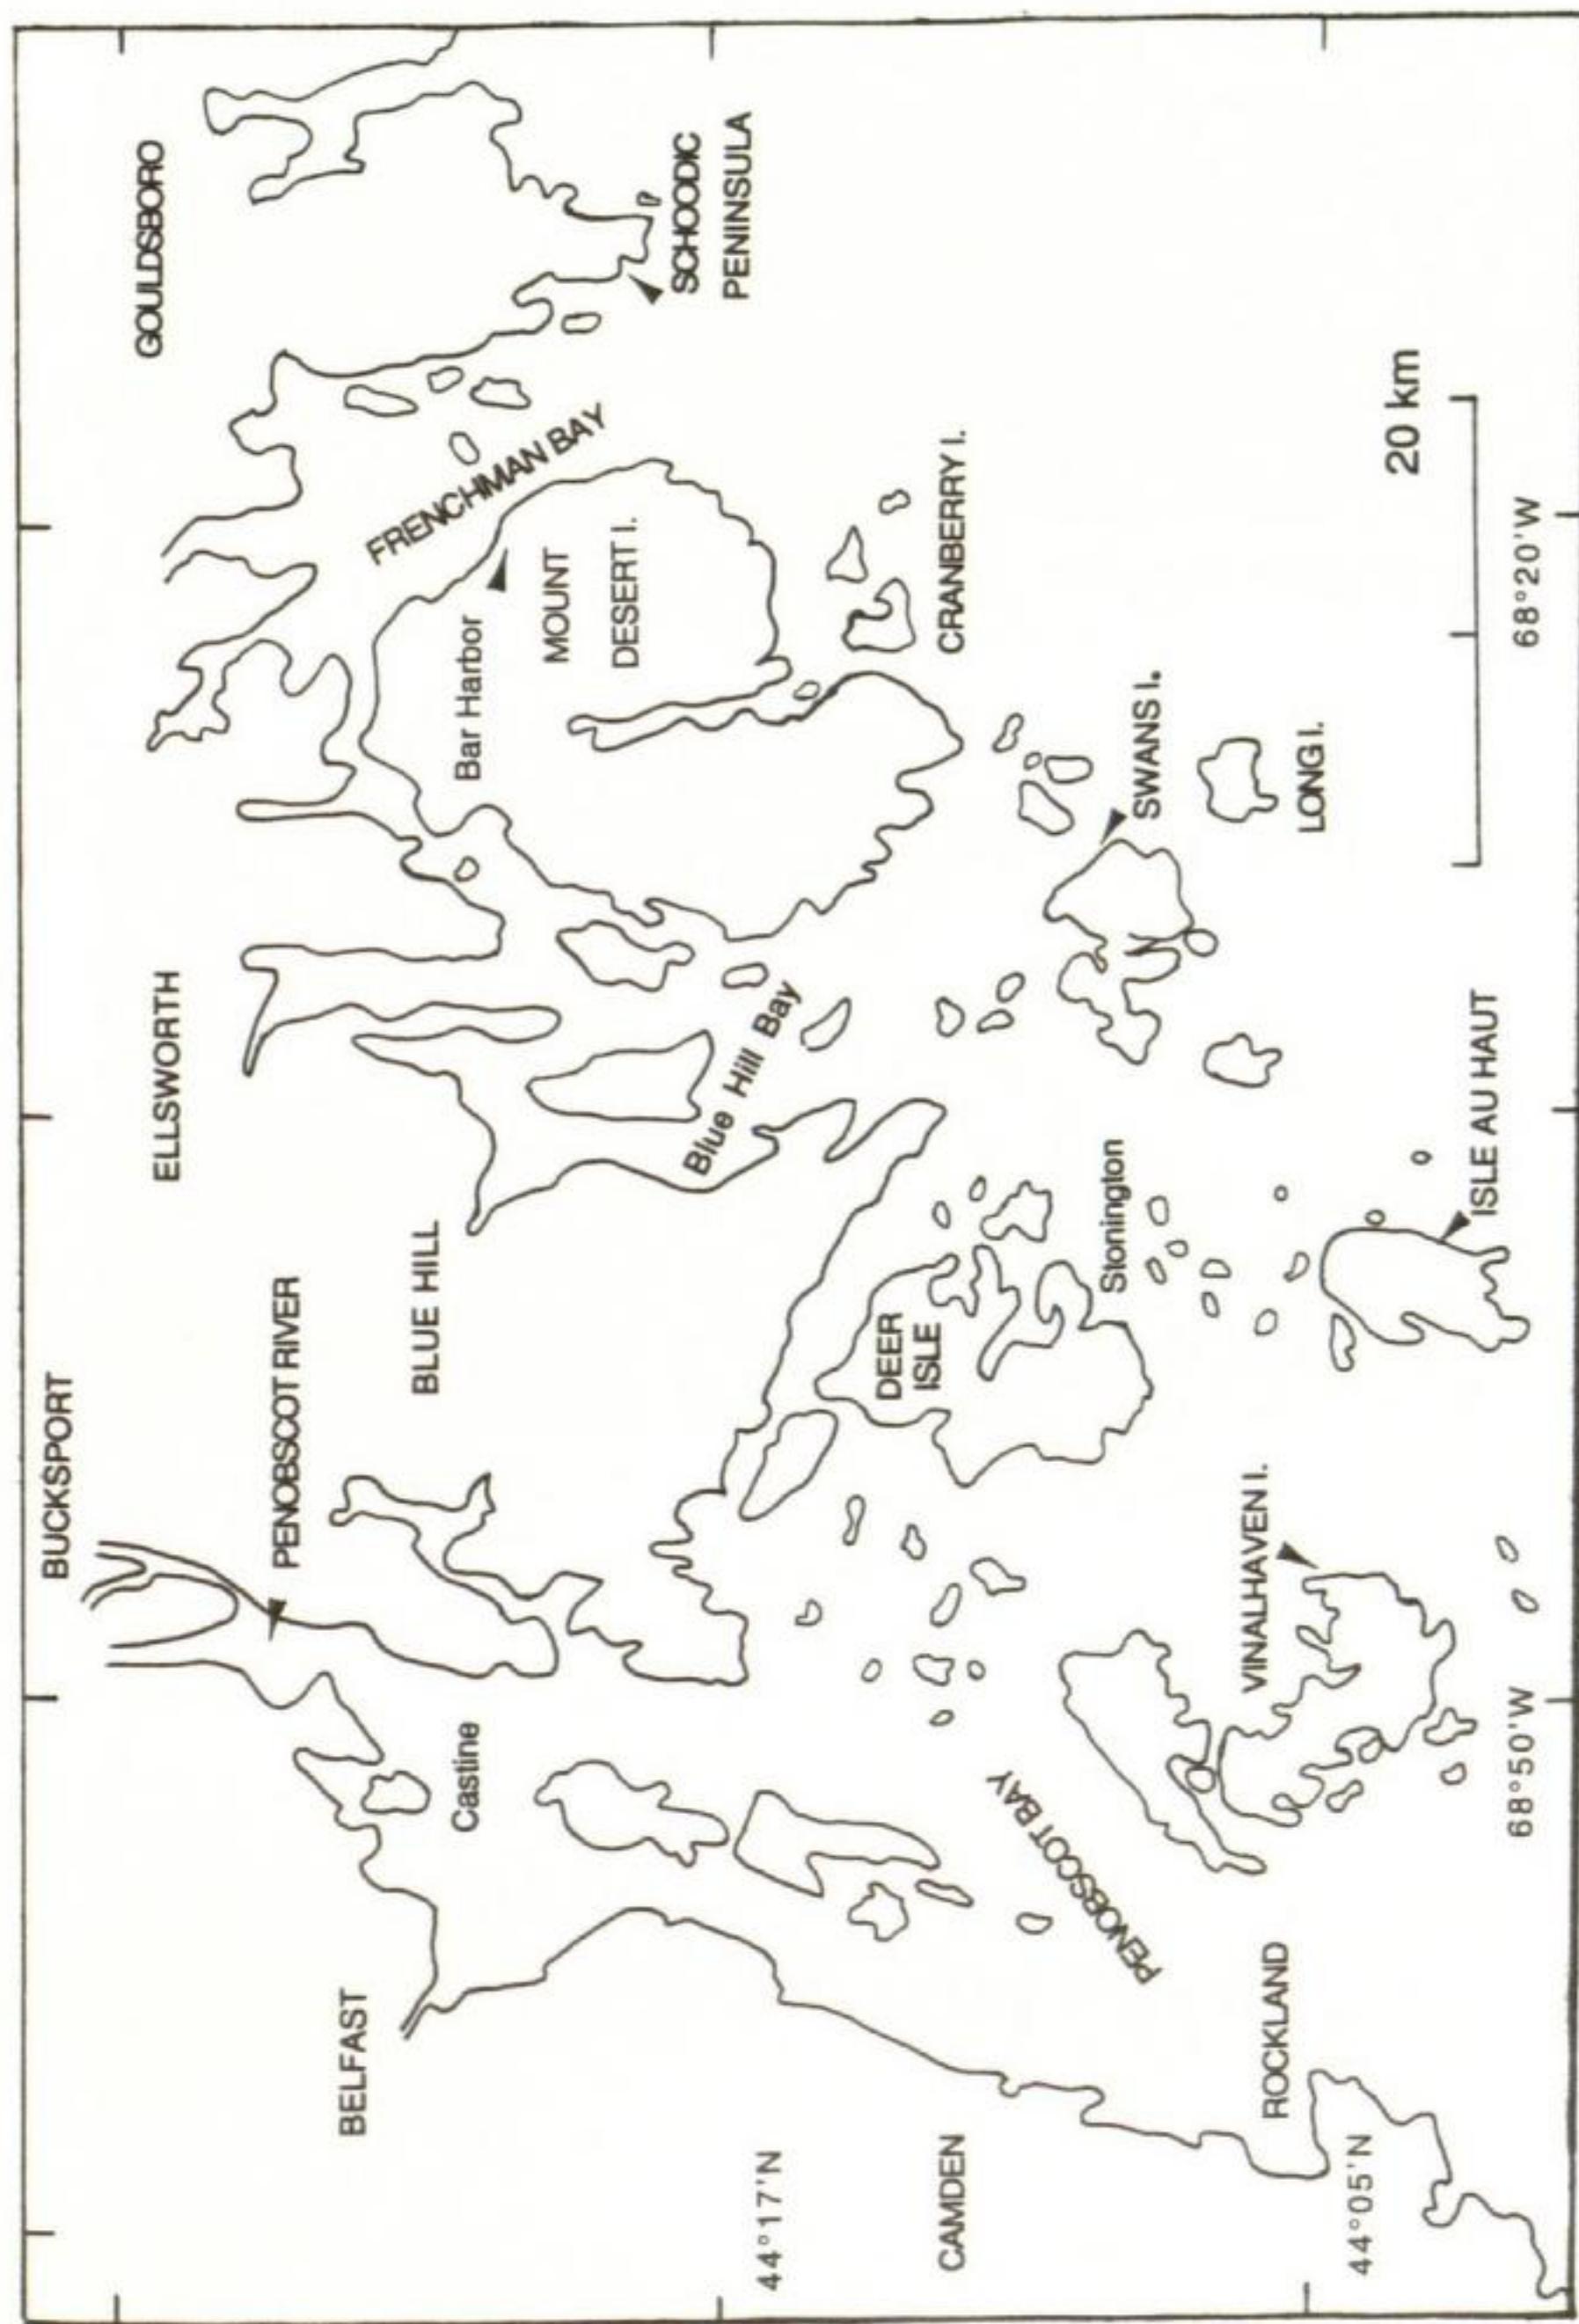 BUCKSPORT
PENOBSCOT RIVER
ELLSWORTH
GOULDSBORO
BELFAST
BLUE HILL
Castine
Bar Harbor
FRENCHMAN BAY
MOUNT
DESERT I.
SCHOODIC
PENINSULA
Blue Hill Bay
44°17'N
DEER
ISLE
CAMDEN
CRANBERRY I.
PENOBSCOT BAY
Stonington
SWANS I.
VINALHAVEN I.
ROCKLAND
LONG I.
44°05'N
20 km
ISLE AU HAUT
68°50'W
68°20'W